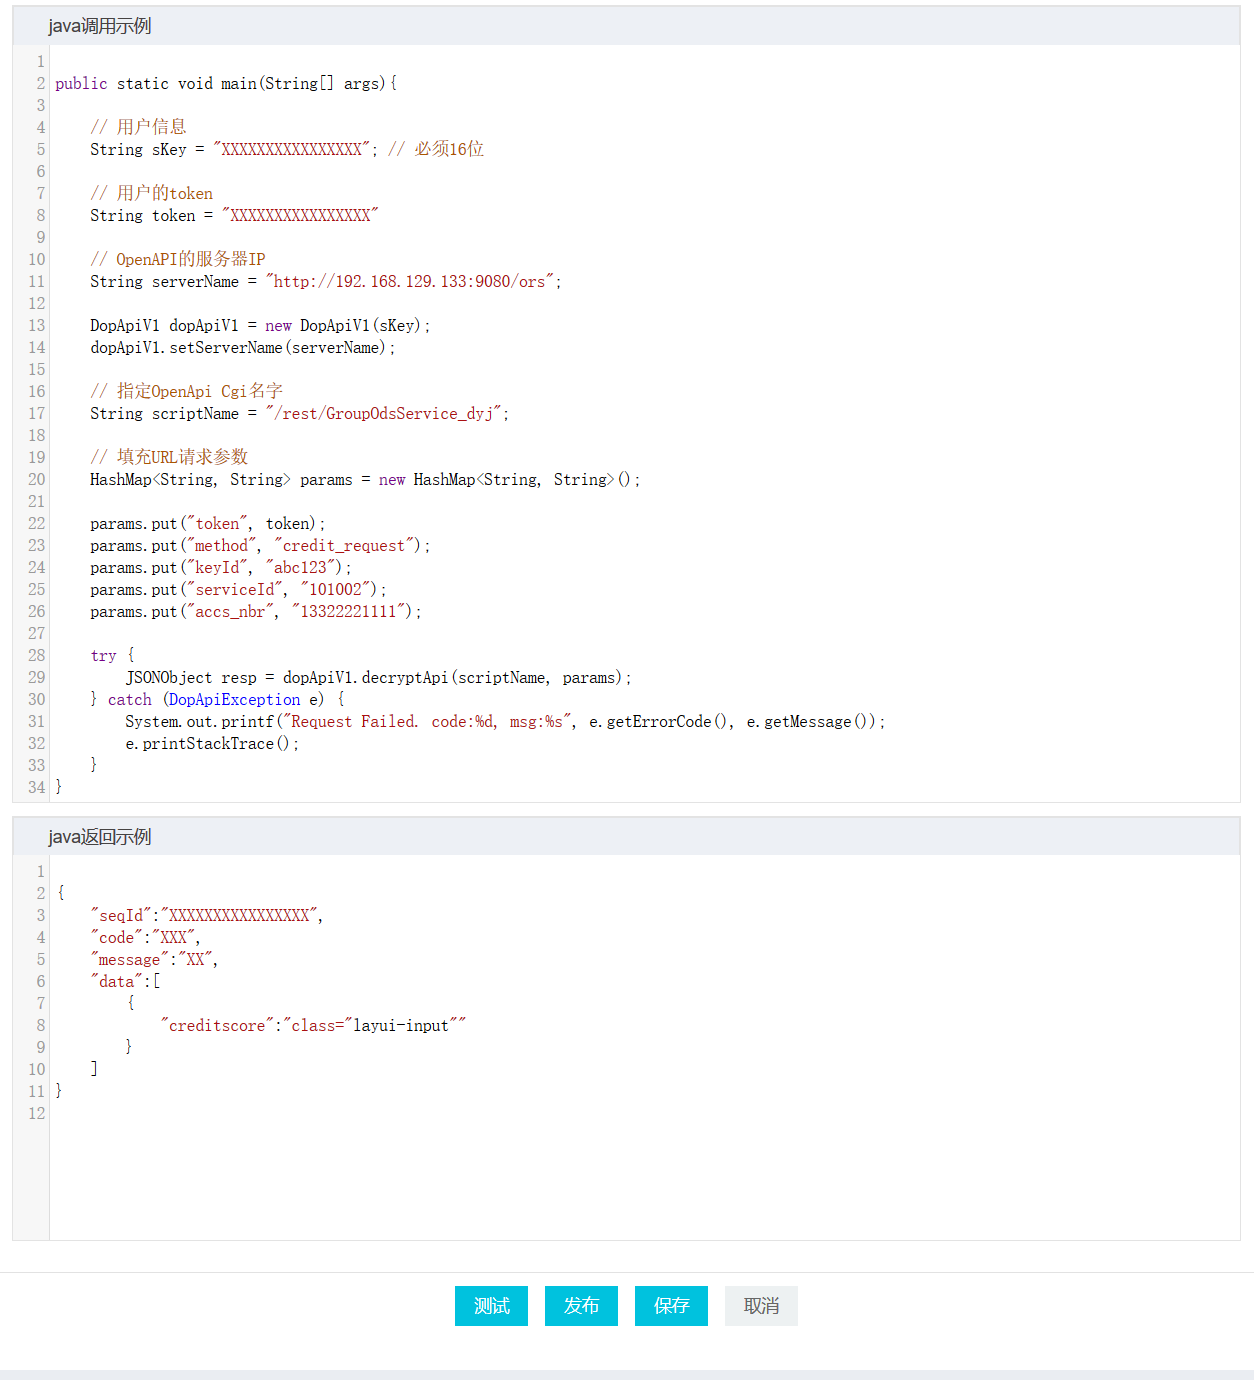 java调用示例
1
2 public static void main(String[] args){
3
4     // 用户信息
5     String sKey = "XXXXXXXXXXXXXXXX"; // 必须16位
6
7     // 用户的token
8     String token = "XXXXXXXXXXXXXXXX"
9
10     // OpenAPI的服务器IP
11     String serverName = "http://192.168.129.133:9080/ors";
12
13     DopApiV1 dopApiV1 = new DopApiV1(sKey);
14     dopApiV1.setServerName(serverName);
15
16     // 指定OpenApi Cgi名字
17     String scriptName = "/rest/GroupOdsService_dyj";
18
19     // 填充URL请求参数
20     HashMap<String, String> params = new HashMap<String, String>();
21
22     params.put("token", token);
23     params.put("method", "credit_request");
24     params.put("keyId", "abc123");
25     params.put("serviceId", "101002");
26     params.put("accs_nbr", "13322221111");
27
28     try {
29         JSONObject resp = dopApiV1.decryptApi(scriptName, params);
30     } catch (DopApiException e) {
31         System.out.printf("Request Failed. code:%d, msg:%s", e.getErrorCode(), e.getMessage());
32         e.printStackTrace();
33     }
34 }
java返回示例
1
2 {
3     "seqId":"XXXXXXXXXXXXXXXX",
4     "code":"XXX",
5     "message":"XX",
6     "data":[
7         {
8             "creditscore":"class="layui-input""
9         }
10     ]
11 }
12
测试 发布 保存 取消